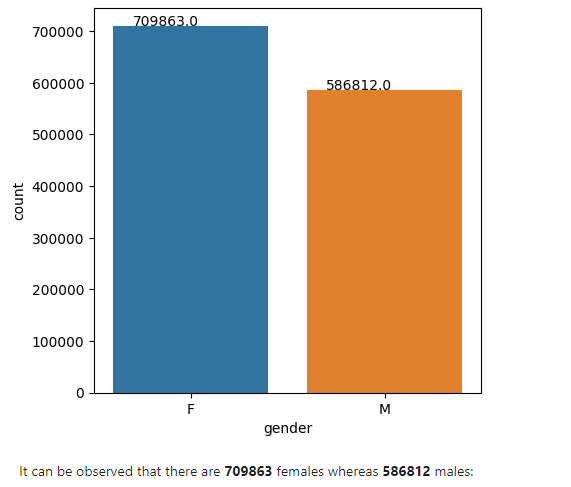 709863.0
700000
586812.0
600000
500000
400000
count
300000
200000
100000
0
F
M
gender
It can be observed that there are 709863 females whereas 586812 males: